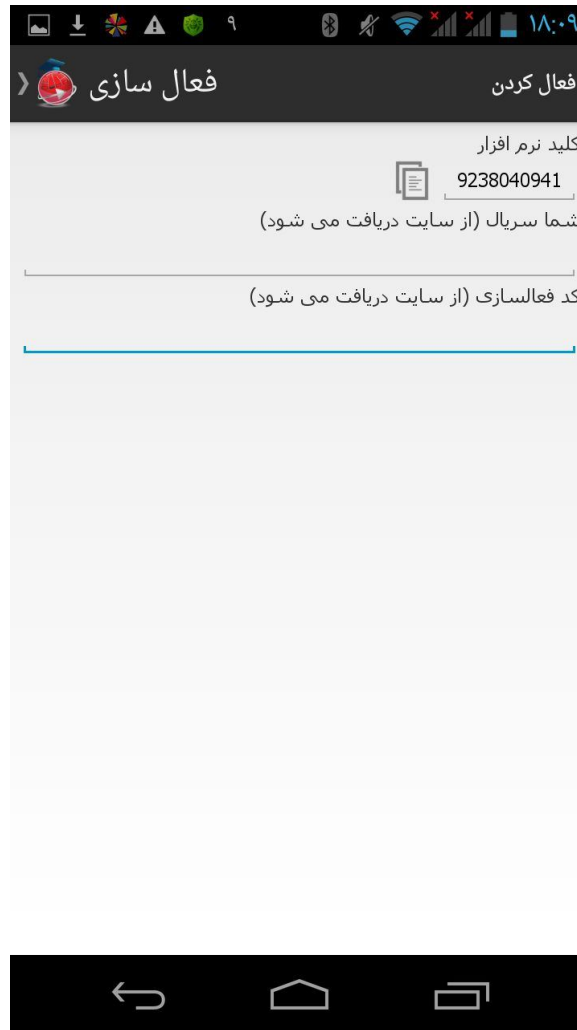 ۹ ۱۸:۰۹
فعال سازی فعال کردن
کلید نرم افزار
9238040941
شما سریال (از سایت دریافت می شود)
کد فعالسازی (از سایت دریافت می شود)